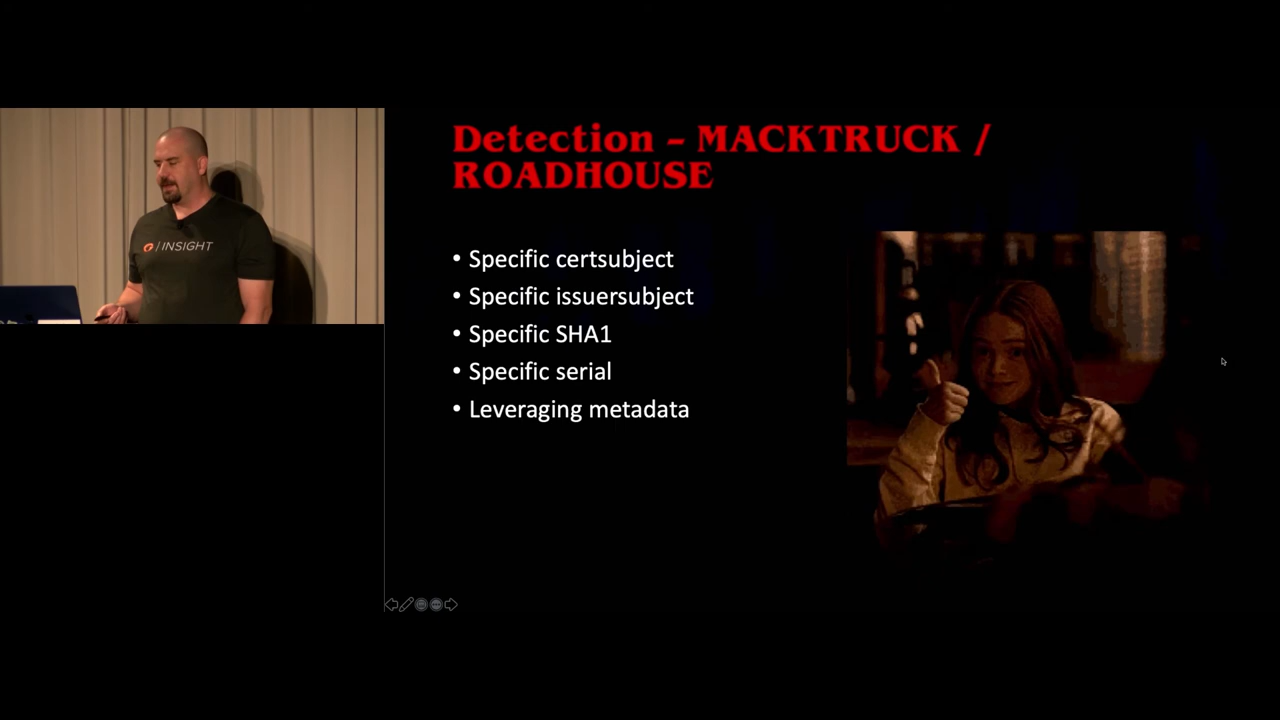 / INSIGHT
Detection – MACKTRUCK /
ROADHOUSE
• Specific certsubject
• Specific issuersubject
• Specific SHA1
• Specific serial
• Leveraging metadata